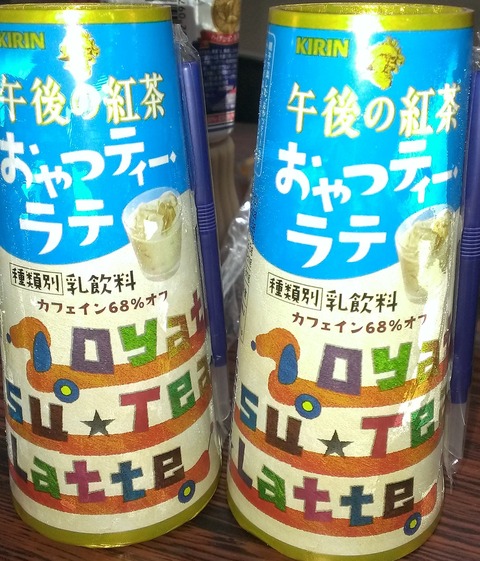 KIRIN
午後の紅茶
おやつティー・
ラテ
種類別 乳飲料
カフェイン68%オフ
oyat
su★Tea
Latte
KIRIN
午後の紅茶
おやつティー・
ラテ
種類別 乳飲料
カフェイン68%オフ
oyat
su★Tea
Latte